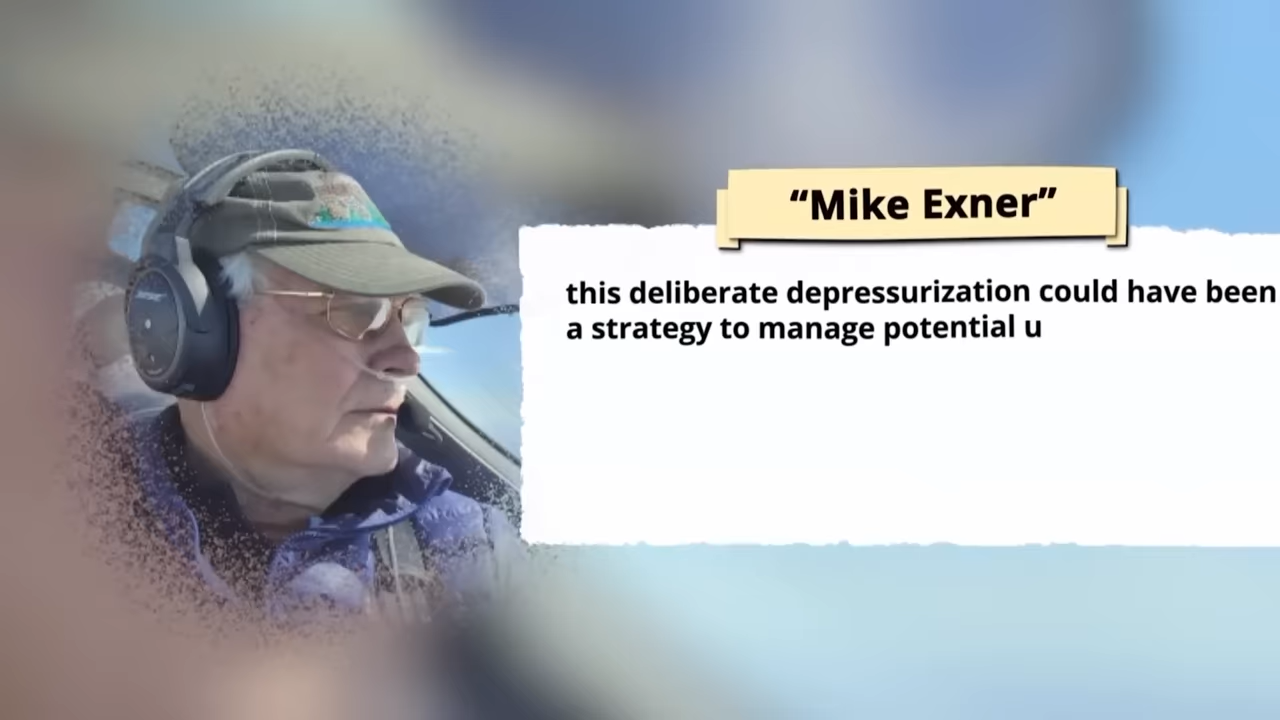 “Mike Exner”
this deliberate depressurization could have been
a strategy to manage potential u